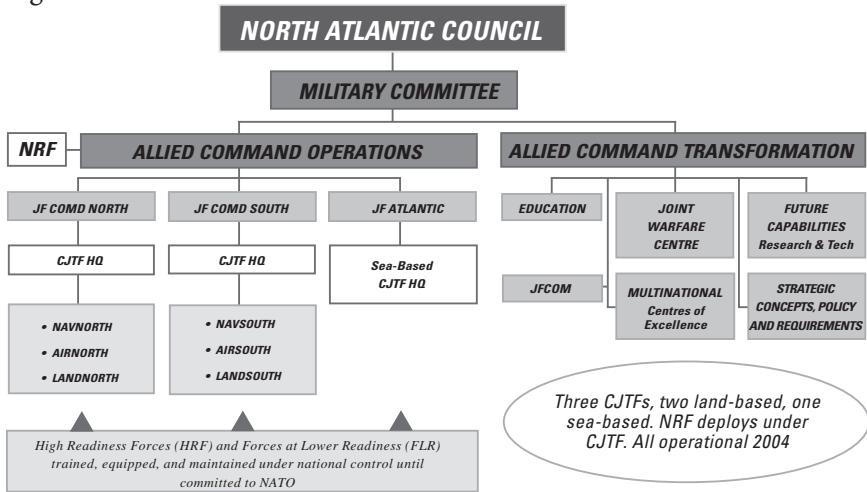 NORTH ATLANTIC COUNCIL
MILITARY COMMITTEE
NRF
ALLIED COMMAND OPERATIONS
ALLIED COMMAND TRANSFORMATION
JF COMD NORTH
JF COMD SOUTH
JF ATLANTIC
CJTF HQ
CJTF HQ
Sea-Based
CJTF HQ
• NAVNORTH
• AIRNORTH
• LANDNORTH
• NAVSOUTH
• AIRSOUTH
• LANDSOUTH
EDUCATION
JOINT
WARFARE
CENTRE
FUTURE
CAPABILITIES
Research & Tech
JFCOM
MULTINATIONAL
Centres of
Excellence
STRATEGIC
CONCEPTS, POLICY
AND REQUIREMENTS
High Readiness Forces (HRF) and Forces at Lower Readiness (FLR)
trained, equipped, and maintained under national control until
committed to NATO
Three CJTFs, two land-based, one
sea-based. NRF deploys under
CJTF. All operational 2004